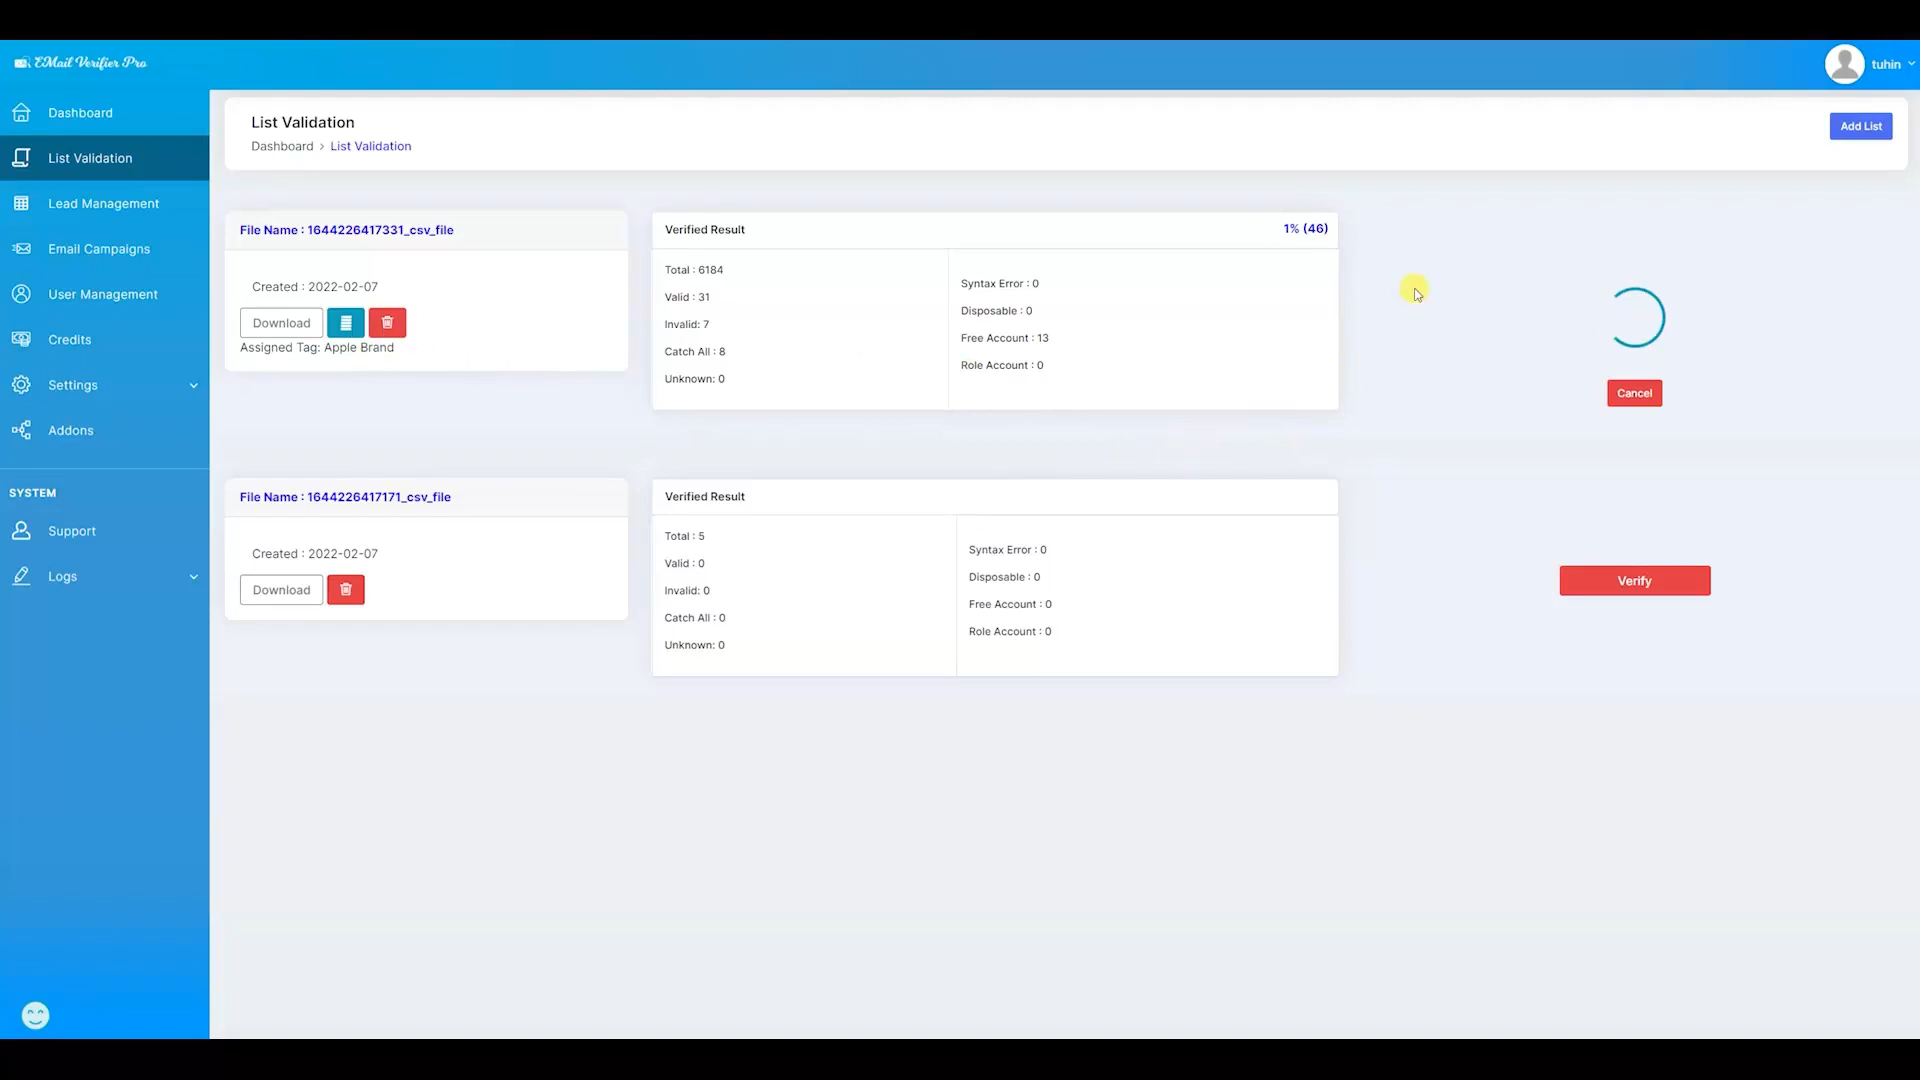 EMail Verifier Pro
tuhin
Dashboard
List Validation
Lead Management
Email Campaigns
User Management
Credits
Settings
Addons
SYSTEM
Support
Logs
List Validation
Dashboard › List Validation
Add List
File Name : 1644226417331_csv_file
Created : 2022-02-07
Download
Assigned Tag: Apple Brand
Verified Result
1% (46)
Total : 6184
Valid : 31
Invalid: 7
Catch All : 8
Unknown: 0
Syntax Error : 0
Disposable : 0
Free Account : 13
Role Account : 0
Cancel
File Name : 1644226417171_csv_file
Created : 2022-02-07
Download
Verified Result
Total : 5
Valid : 0
Invalid: 0
Catch All : 0
Unknown: 0
Syntax Error : 0
Disposable : 0
Free Account : 0
Role Account : 0
Verify